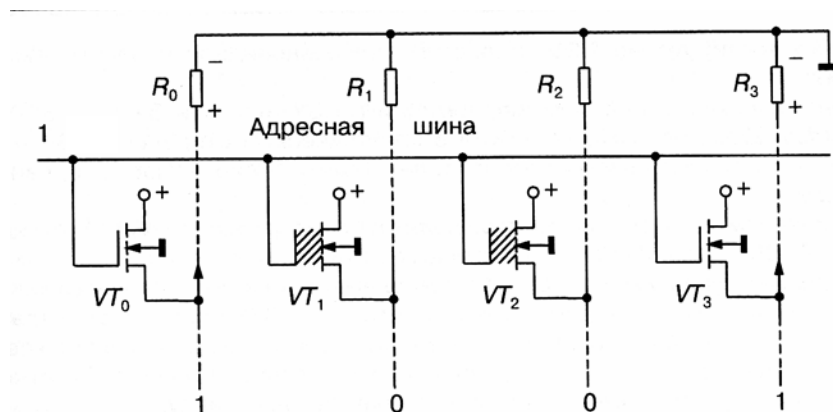 − −
R₀ R₁ R₂ R₃
+ +
1 Адресная шина
+ + + +
VT₀ VT₁ VT₂ VT₃
1 0 0 1